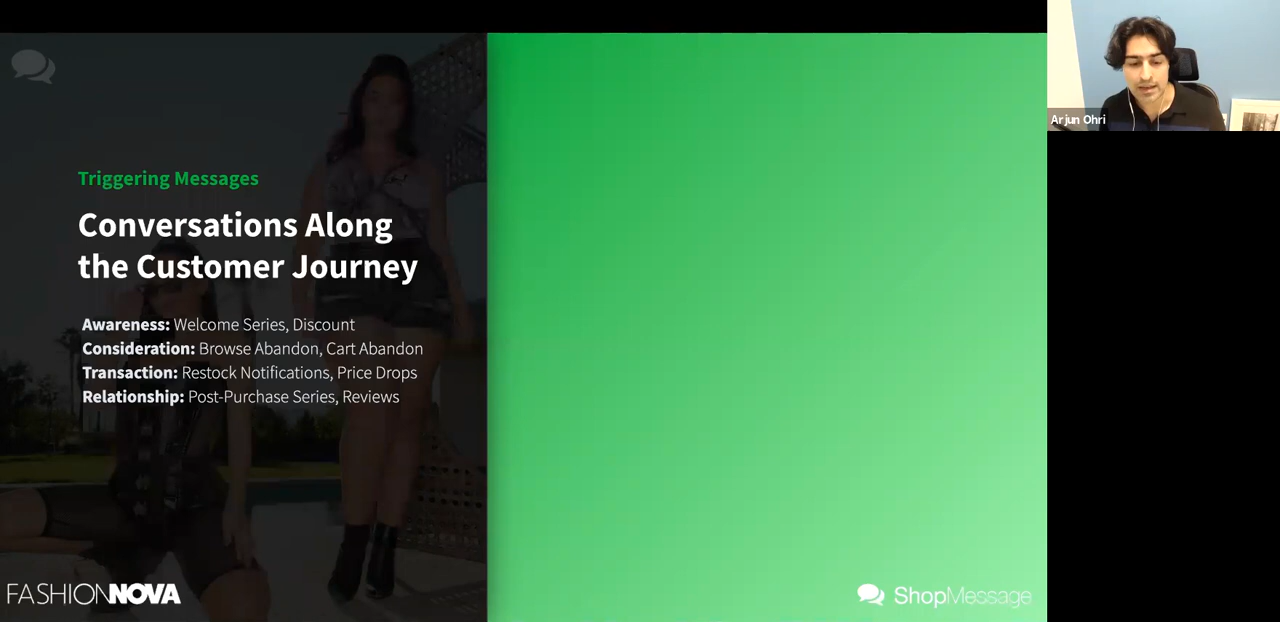 Triggering Messages
Conversations Along
the Customer Journey
Awareness: Welcome Series, Discount
Consideration: Browse Abandon, Cart Abandon
Transaction: Restock Notifications, Price Drops
Relationship: Post-Purchase Series, Reviews
FASHIONNOVA
ShopMessage
Arjun Ohri